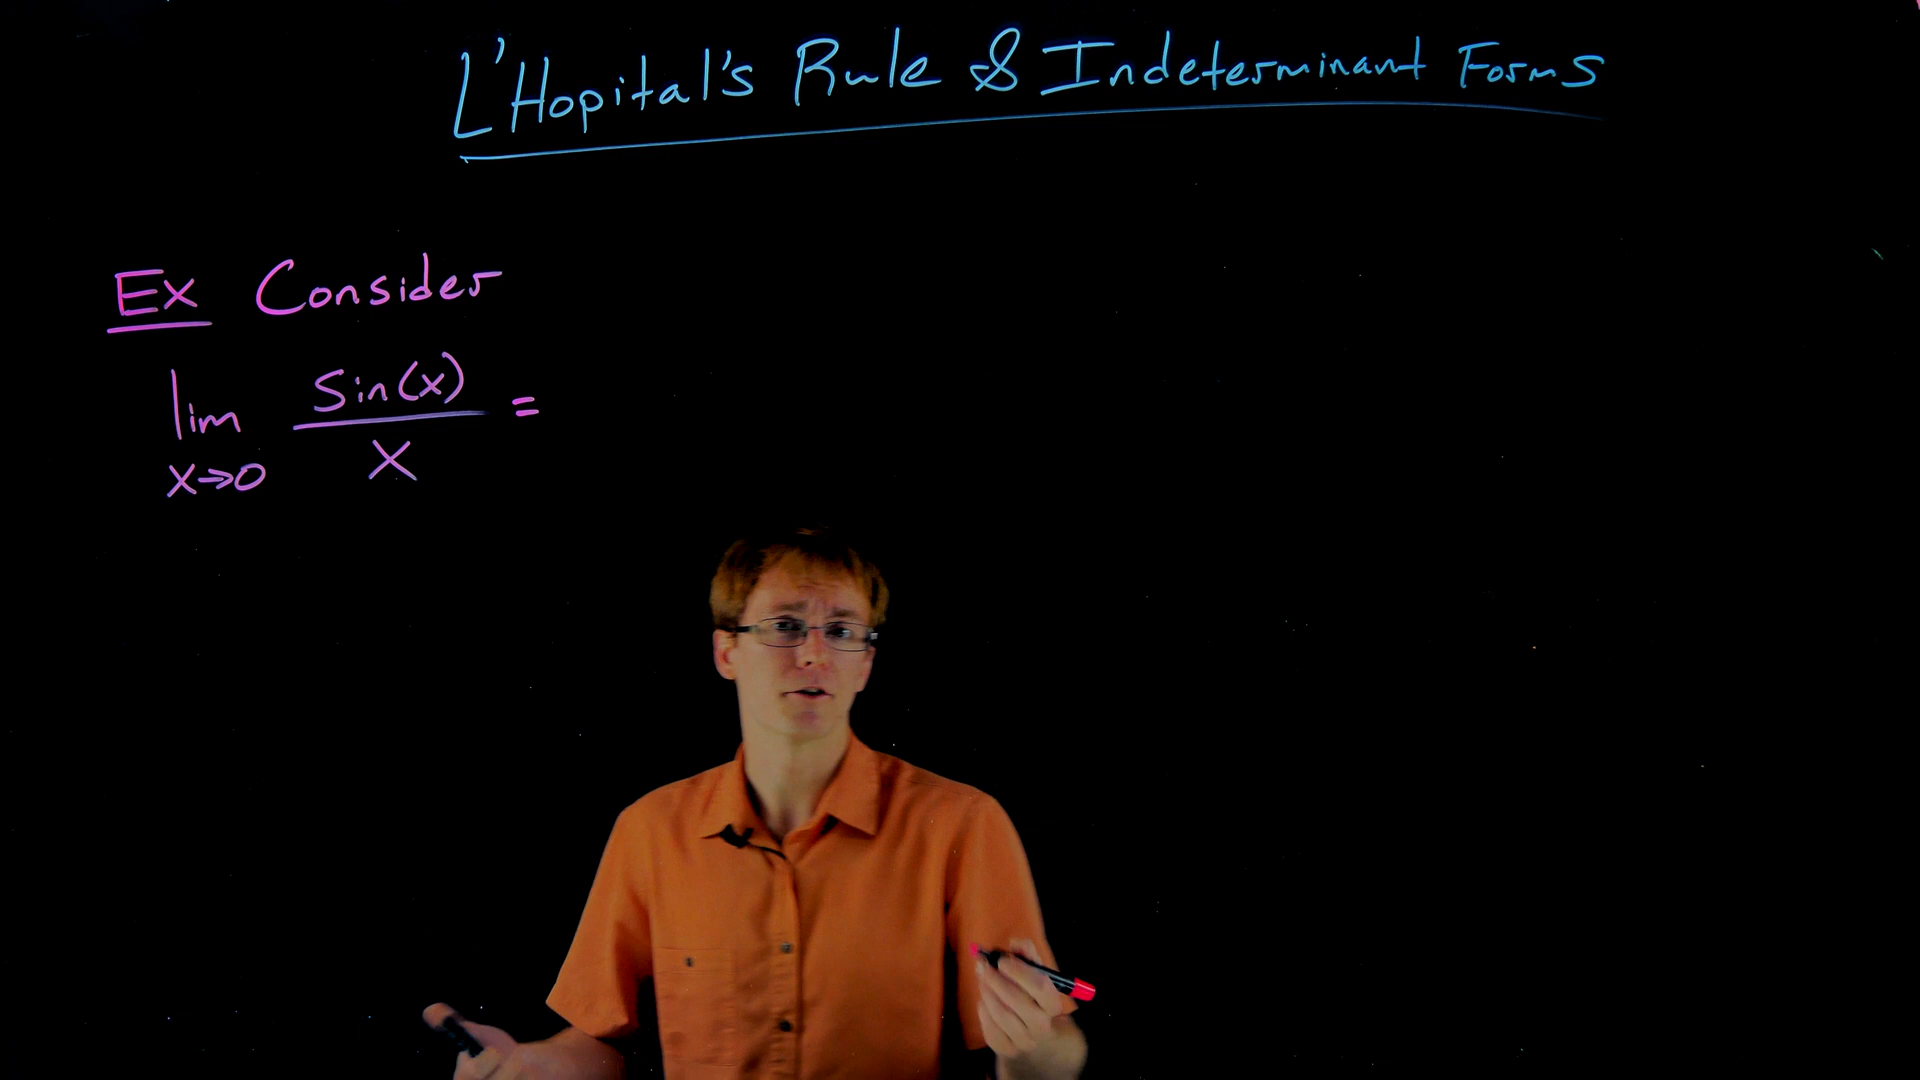 L'Hopital's Rule & Indeterminant Forms
Ex Consider
lim sin(x)/x =
x→0